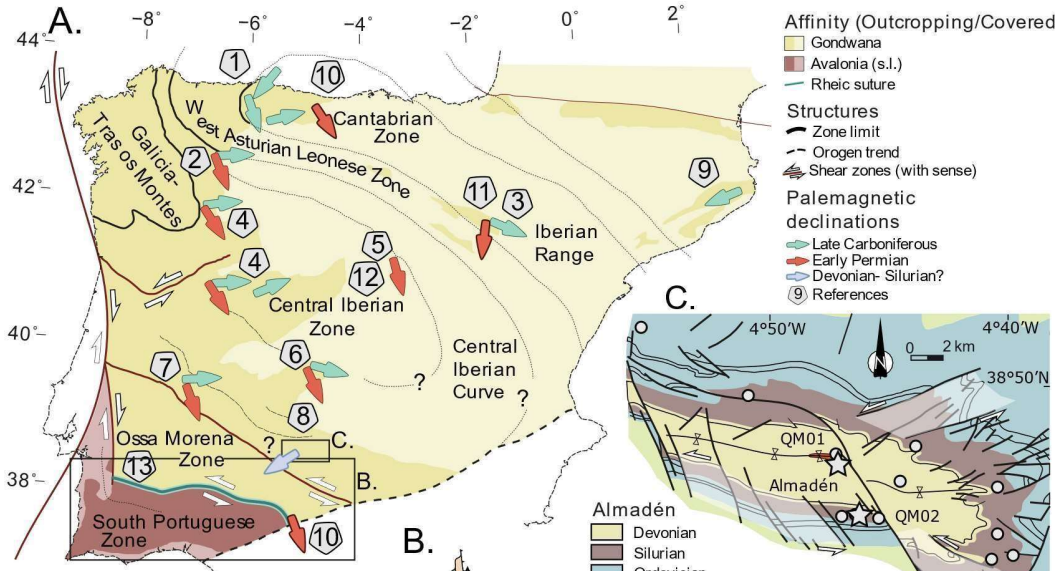 A.
−8 −6 −4 −2 0 2
44°
42°
40°
38°
1
10
Cantabrian
Zone
West Asturian Leonese Zone
Galicia-
Tras os Montes
2
4
4
9
11
3
Iberian
Range
5
12
Central Iberian
Zone
6
7
8
Central
Iberian
Curve
?
?
?
Ossa Morena
Zone
13
C.
B.
South Portuguese
Zone
10
B.
Affinity (Outcropping/Covered
Gondwana
Avalonia (s.l.)
Rheic suture
Structures
Zone limit
Orogen trend
Shear zones (with sense)
Palemagnetic
declinations
Late Carboniferous
Early Permian
Devonian- Silurian?
9 References
C.
4°50'W
4°40'W
38°50'N
N
0 2 km
QM01
Almadén
QM02
Almadén
Devonian
Silurian
Ordovician